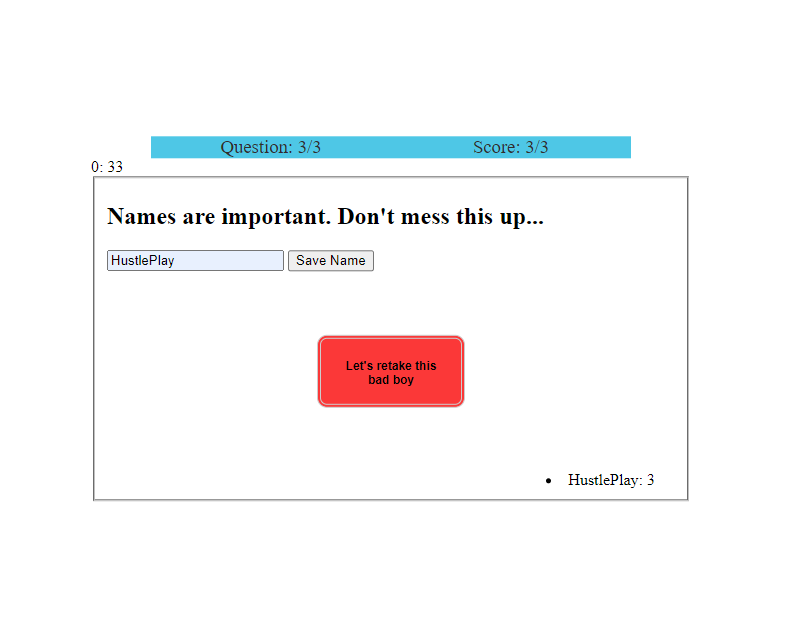 Question: 3/3 Score: 3/3
0: 33
Names are important. Don't mess this up...
HustlePlay Save Name
Let's retake this
bad boy
HustlePlay: 3